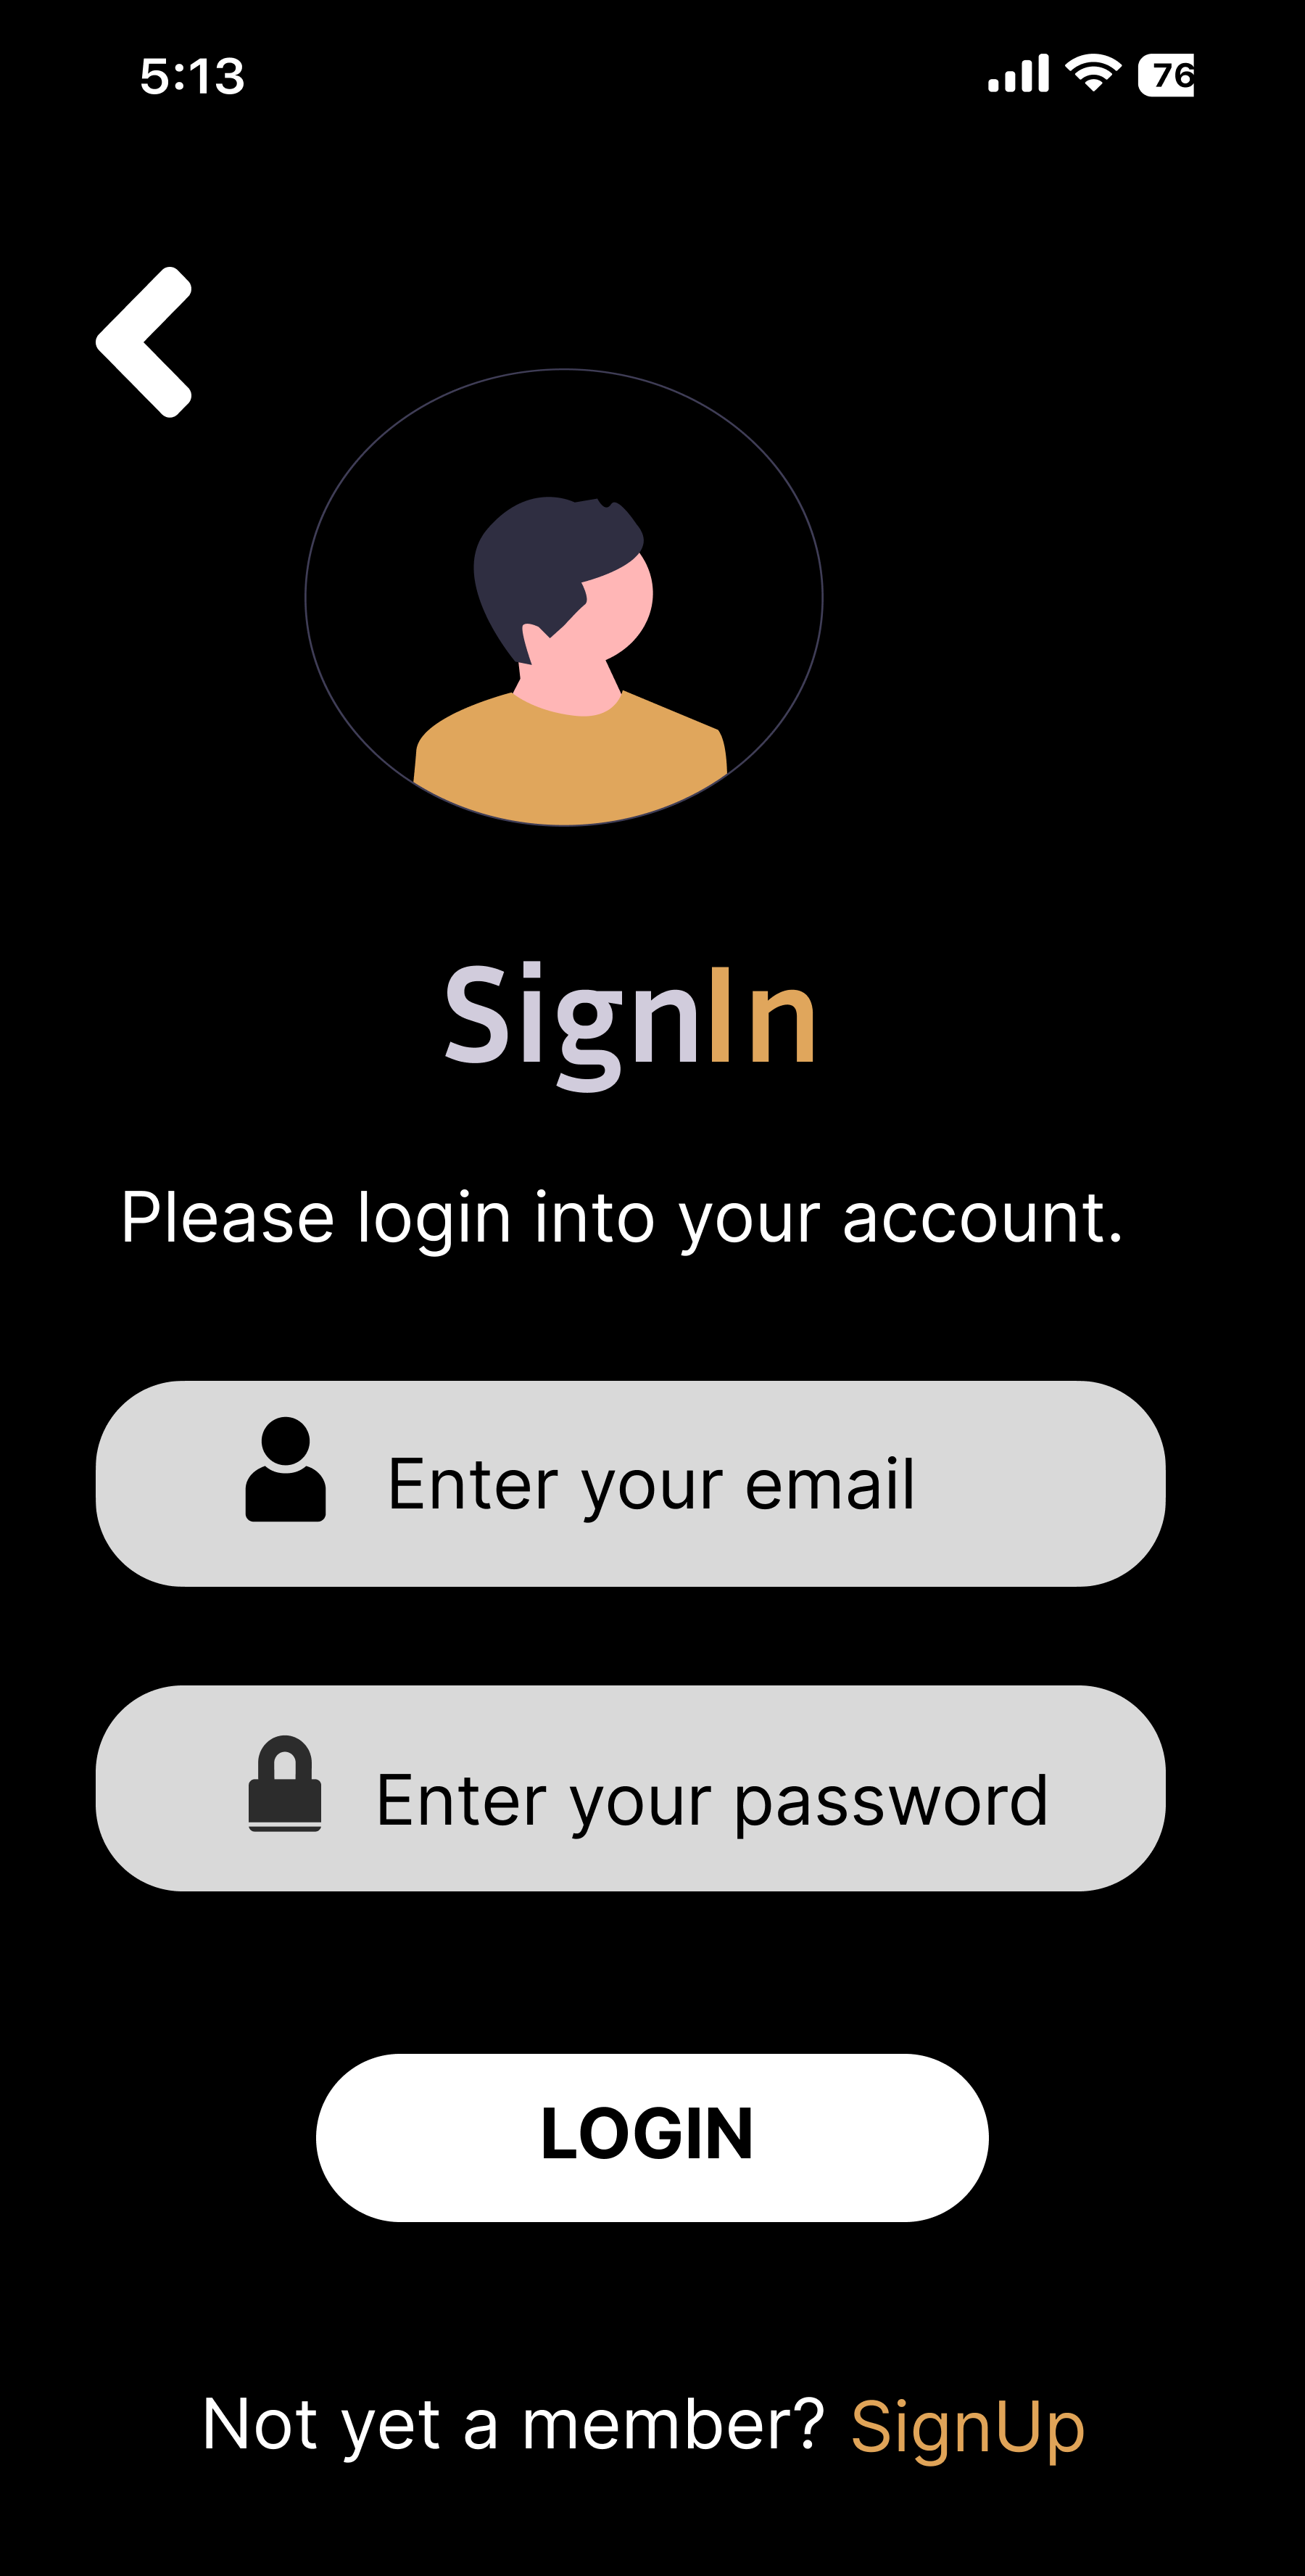 5:13 76
SignIn
Please login into your account.
Enter your email
Enter your password
LOGIN
Not yet a member? SignUp